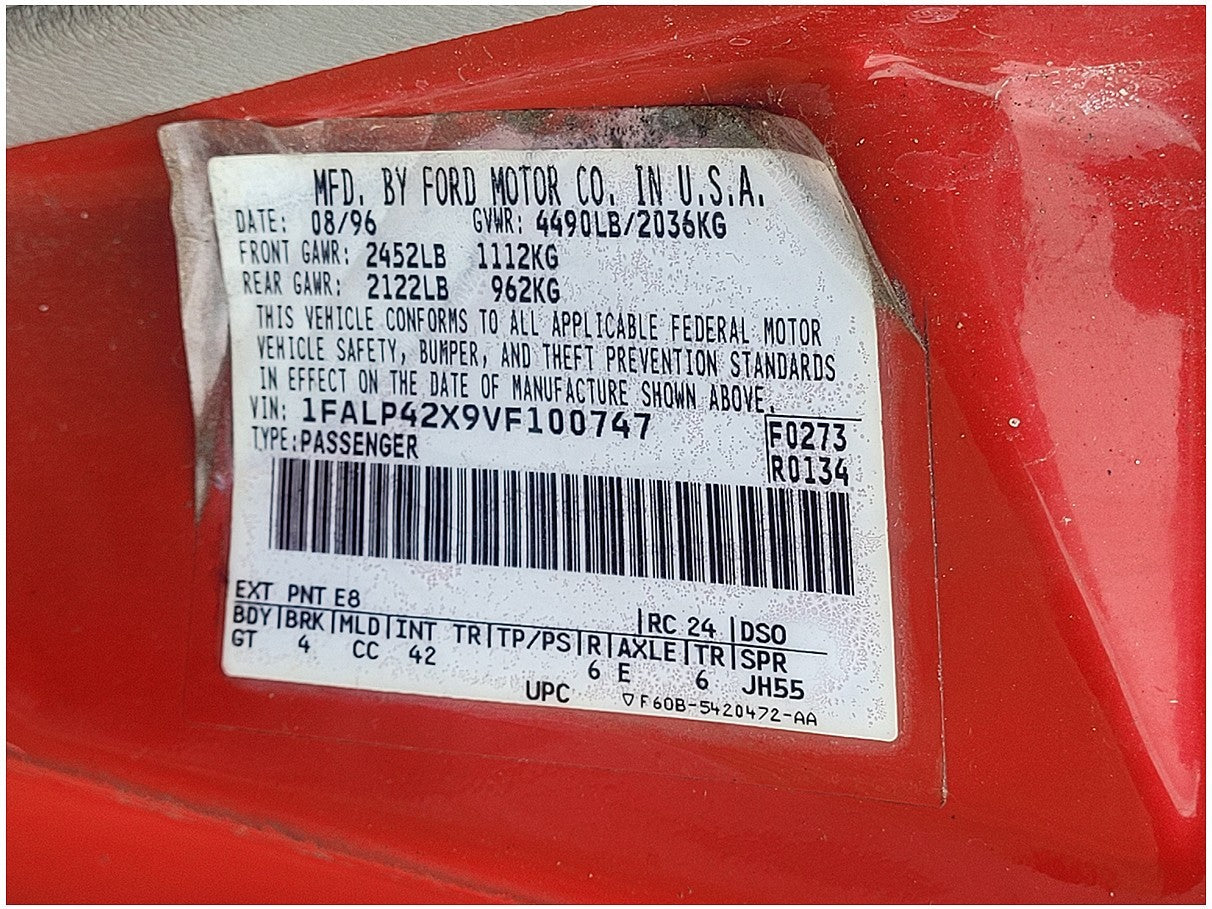 MFD. BY FORD MOTOR CO. IN U.S.A.
DATE: 08/96 GVWR: 4490LB/2036KG
FRONT GAWR: 2452LB 1112KG
REAR GAWR: 2122LB 962KG
THIS VEHICLE CONFORMS TO ALL APPLICABLE FEDERAL MOTOR
VEHICLE SAFETY, BUMPER, AND THEFT PREVENTION STANDARDS
IN EFFECT ON THE DATE OF MANUFACTURE SHOWN ABOVE.
VIN: 1FALP42X9VF100747
F0273
TYPE:PASSENGER
R0134
EXT PNT E8
RC 24 |DSO
BDY|BRK|MLD|INT TR|TP/PS|R|AXLE|TR|SPR
GT 4 CC 42 6 E 6 JH55
UPC ▽F60B-5420472-AA